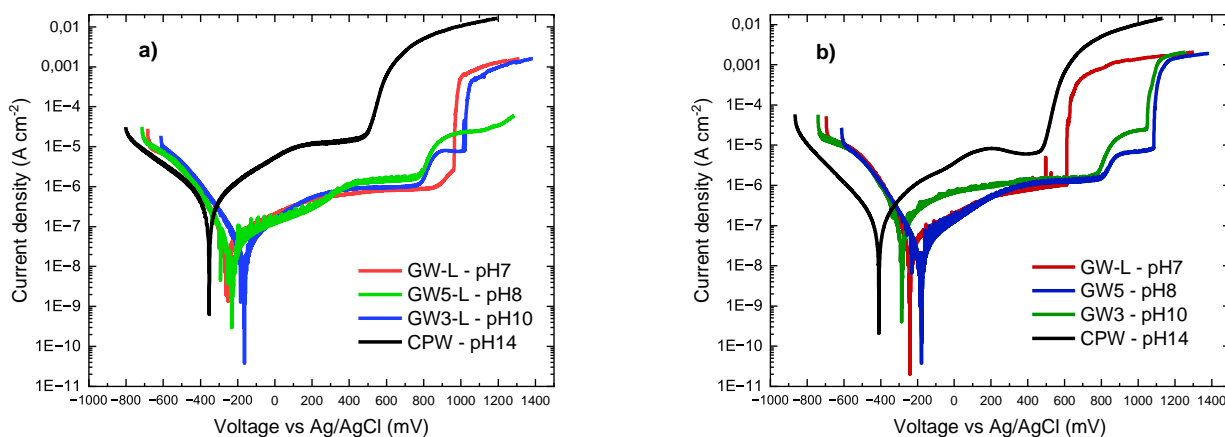 a)
0,01
0,001
1E−4
1E−5
1E−6
1E−7
1E−8
1E−9
1E−10
1E−11
Current density (A cm⁻²)
GW-L - pH7
GW5-L - pH8
GW3-L - pH10
CPW - pH14
−1000 −800 −600 −400 −200 0 200 400 600 800 1000 1200 1400
Voltage vs Ag/AgCl (mV)
b)
0,01
0,001
1E−4
1E−5
1E−6
1E−7
1E−8
1E−9
1E−10
1E−11
Current density (A cm⁻²)
GW-L - pH7
GW5 - pH8
GW3 - pH10
CPW - pH14
−1000 −800 −600 −400 −200 0 200 400 600 800 1000 1200 1400
Voltage vs Ag/AgCl (mV)